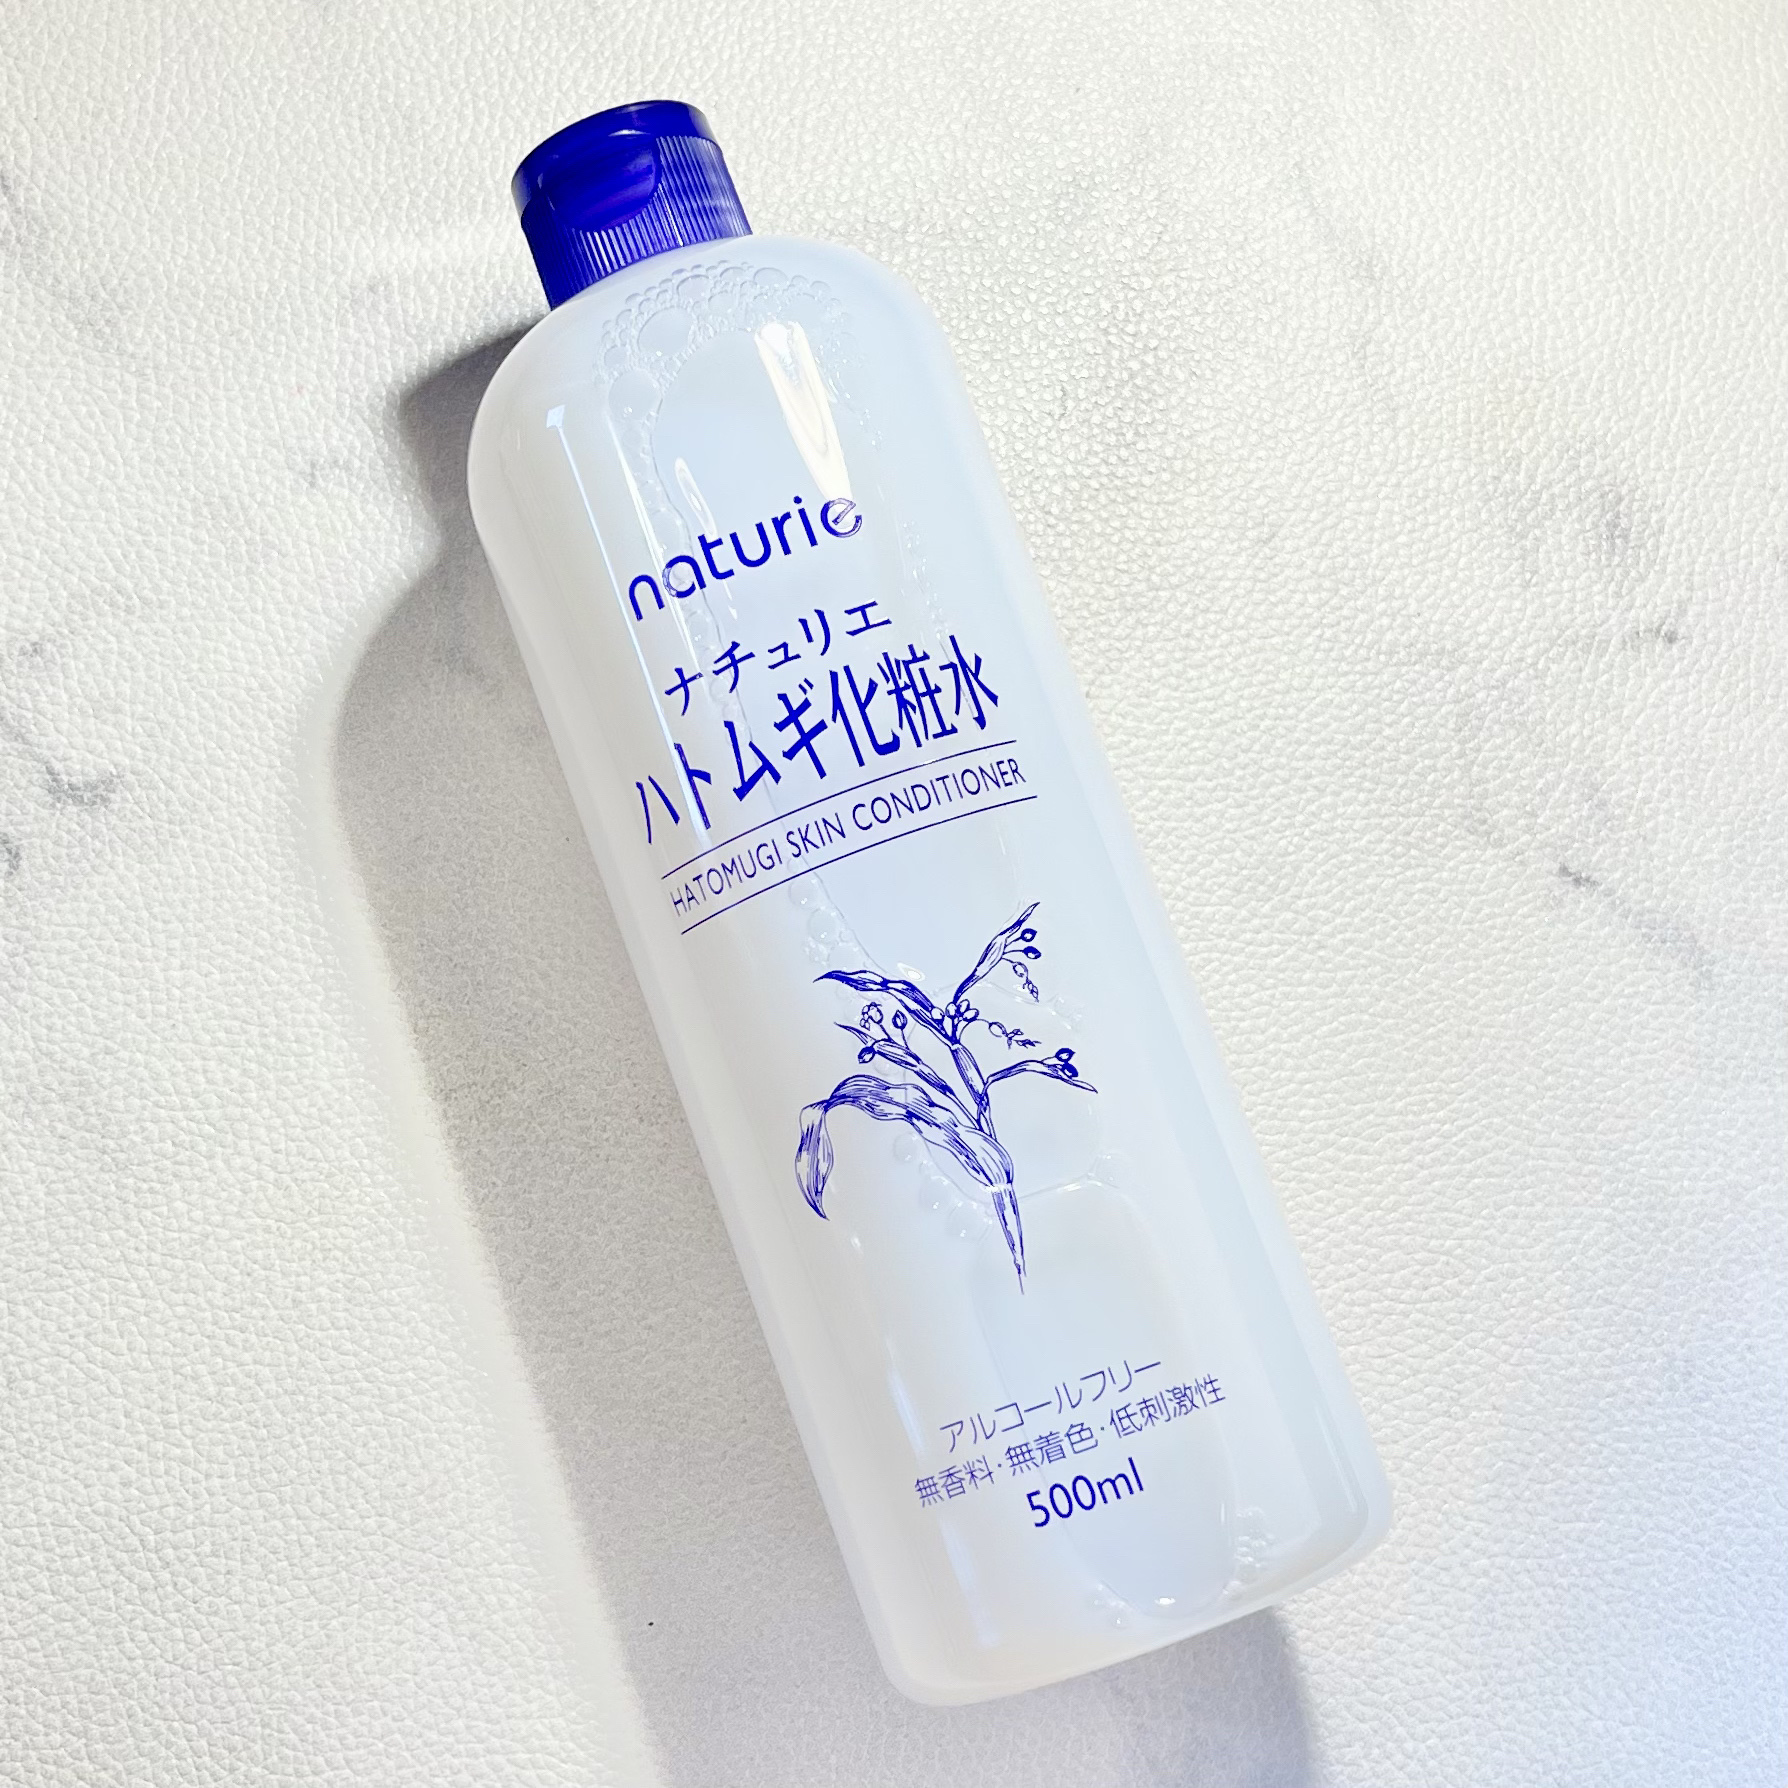 naturie
ナチュリエ
ハトムギ化粧水
HATOMUGI SKIN CONDITIONER
アルコールフリー
無香料・無着色・低刺激性
500ml